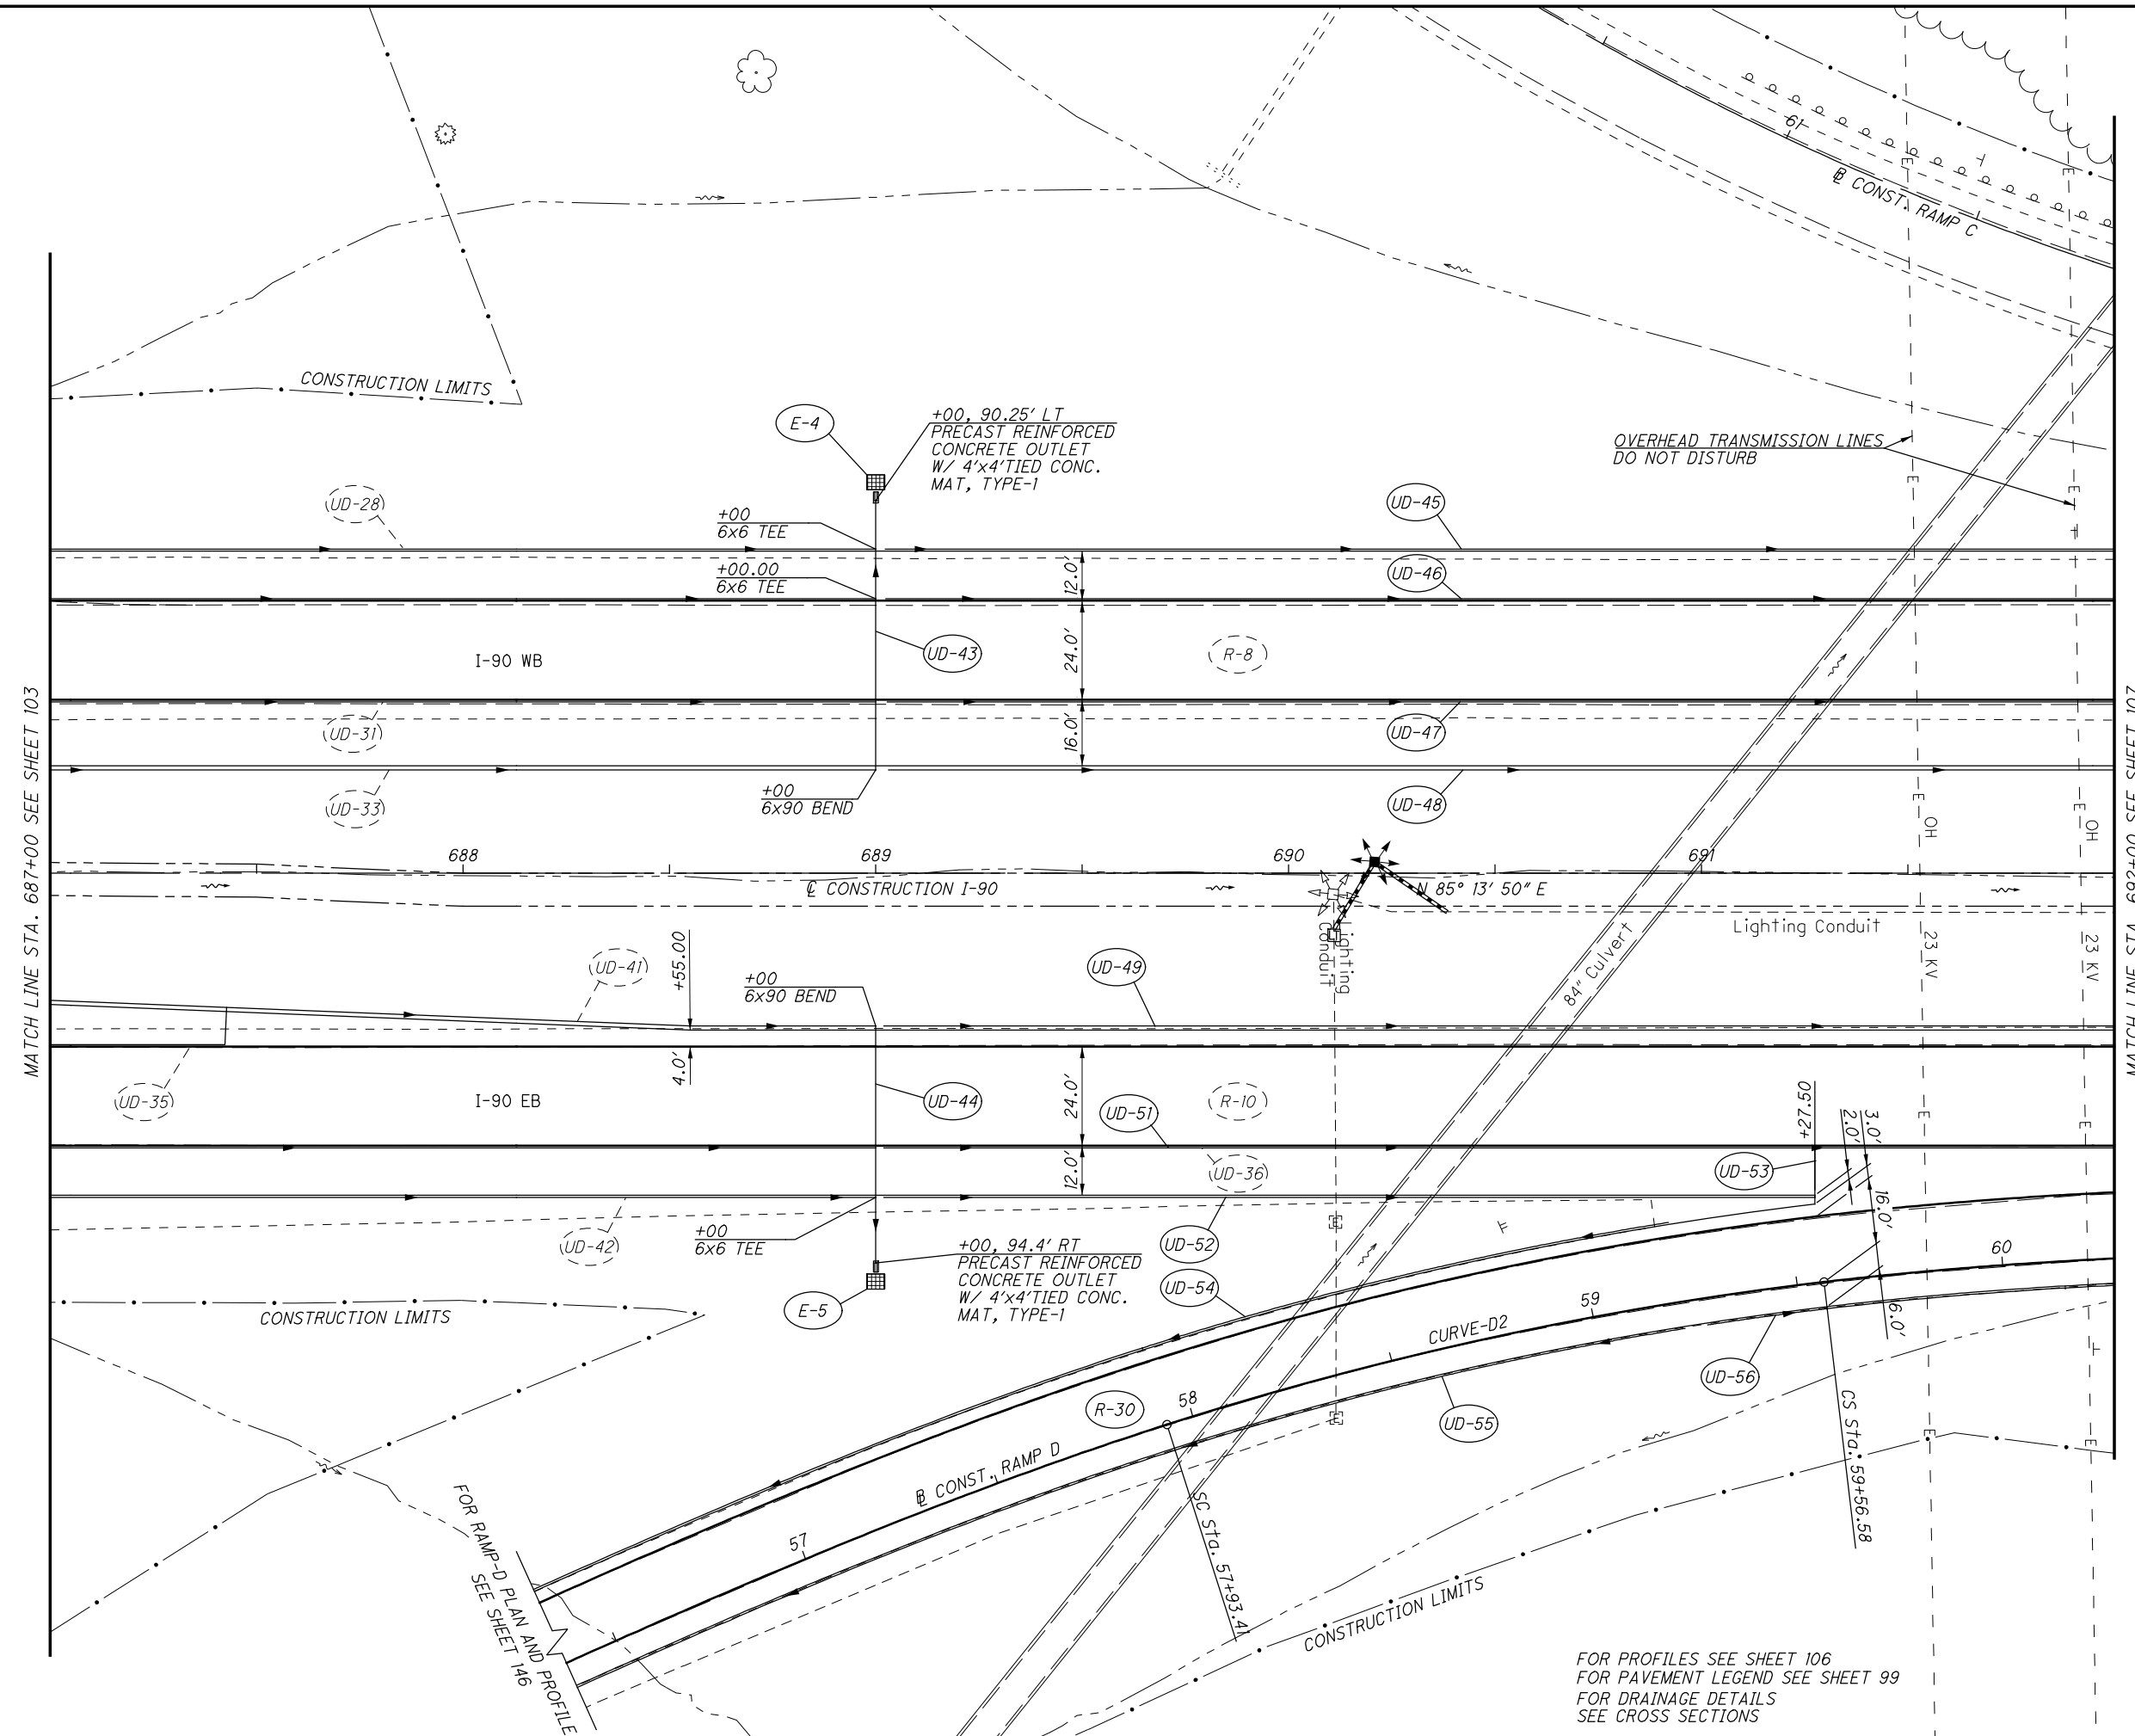 61
℄ CONST. RAMP C
CONSTRUCTION LIMITS
E-4
+00, 90.25' LT
PRECAST REINFORCED
CONCRETE OUTLET
W/ 4'x4'TIED CONC.
MAT, TYPE-1
OVERHEAD TRANSMISSION LINES
DO NOT DISTURB
E
E
E
E
UD-28
+00
6x6 TEE
UD-45
+00.00
6x6 TEE
12.0'
UD-46
I-90 WB
UD-43
24.0'
R-8
UD-31
16.0'
UD-47
UD-33
+00
6x90 BEND
UD-48
E
OH
E
OH
MATCH LINE STA. 687+00 SEE SHEET 103
MATCH LINE STA. 692+00 SEE SHEET 107
688
689
690
691
℄ CONSTRUCTION I-90
N 85° 13' 50" E
Lighting
Conduit
Lighting Conduit
23 KV
23 KV
84" Culvert
UD-41
+55.00
+00
6x90 BEND
UD-49
4.0'
UD-35
I-90 EB
UD-44
24.0'
UD-51
R-10
+27.50
2.0'
3.0'
E
E
12.0'
UD-36
UD-53
16.0'
UD-42
+00
6x6 TEE
UD-52
E
+00, 94.4' RT
PRECAST REINFORCED
CONCRETE OUTLET
W/ 4'x4'TIED CONC.
MAT, TYPE-1
UD-54
E-5
60
6.0'
59
CURVE-D2
CONSTRUCTION LIMITS
UD-56
R-30
58
UD-55
E
E
E
CS Sta. 59+56.58
℄ CONST. RAMP D
57
SC Sta. 57+93.41
FOR RAMP-D PLAN AND PROFILE
SEE SHEET 146
CONSTRUCTION LIMITS
FOR PROFILES SEE SHEET 106
FOR PAVEMENT LEGEND SEE SHEET 99
FOR DRAINAGE DETAILS
SEE CROSS SECTIONS